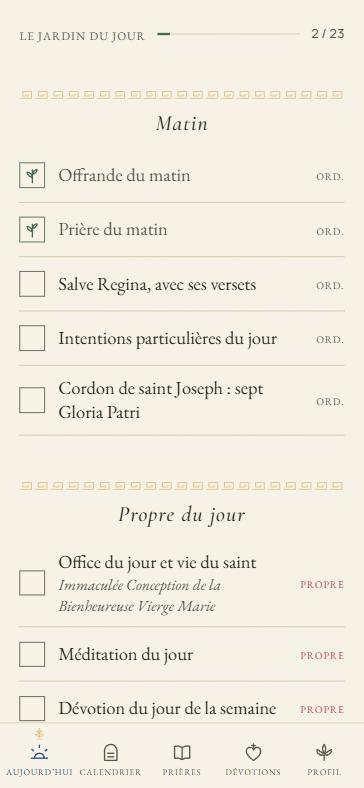 LE JARDIN DU JOUR 2 / 23
Matin
Offrande du matin ORD.
Prière du matin ORD.
Salve Regina, avec ses versets ORD.
Intentions particulières du jour ORD.
Cordon de saint Joseph : sept
Gloria Patri ORD.
Propre du jour
Office du jour et vie du saint
Immaculée Conception de la
Bienheureuse Vierge Marie PROPRE
Méditation du jour PROPRE
Dévotion du jour de la semaine PROPRE
AUJOURD'HUI CALENDRIER PRIÈRES DÉVOTIONS PROFIL